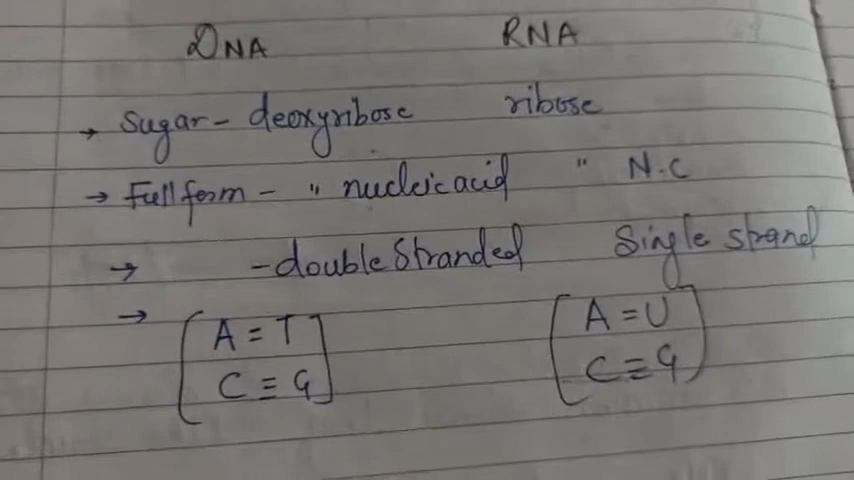 DNA RNA
→ Sugar - deoxyribose ribose
→ Full form - " nucleic acid " N.C
→ - double Stranded Single strand
→ A = T A = U
C ≡ G C ≡ G